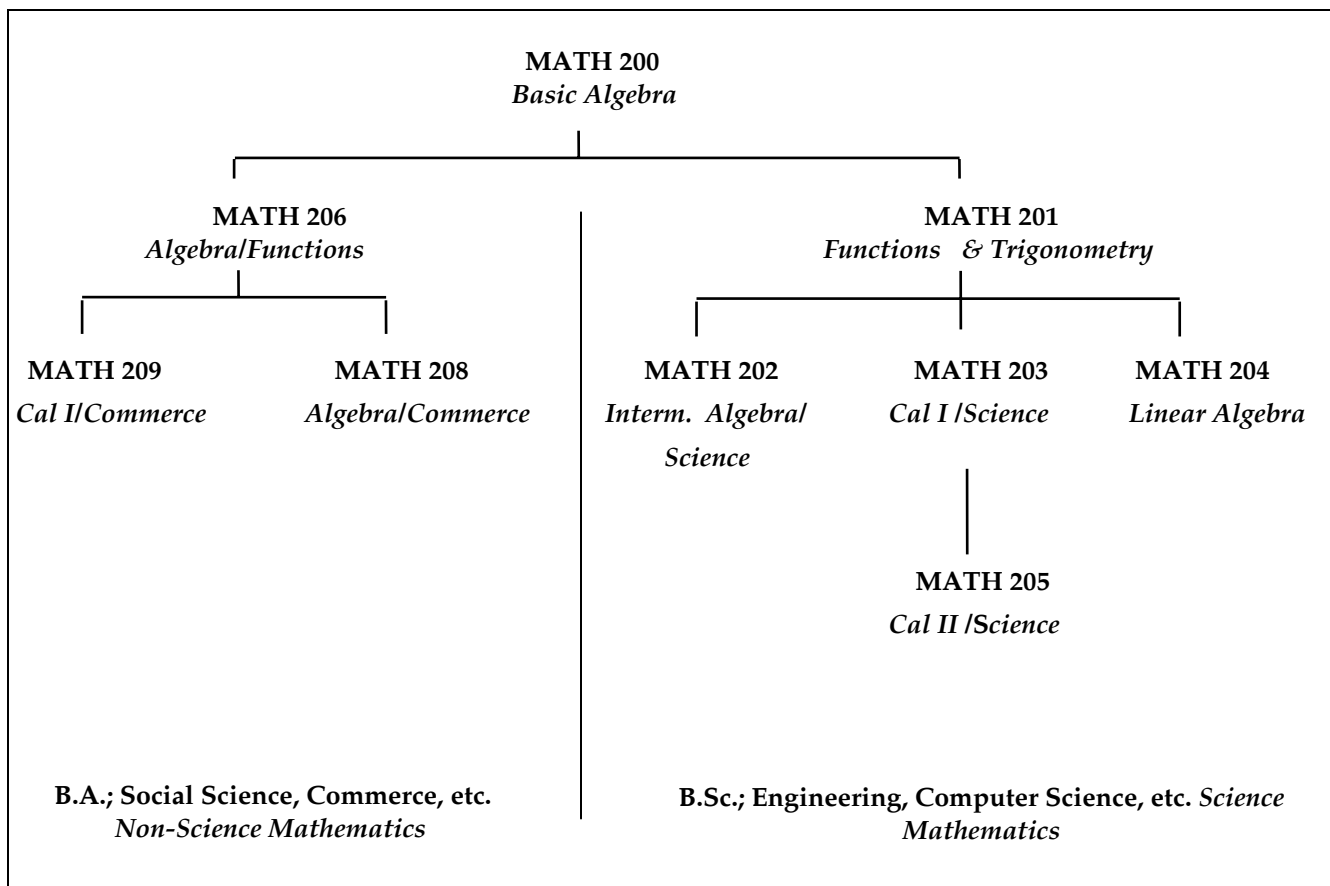 MATH 200
Basic Algebra
MATH 206
Algebra/Functions
MATH 201
Functions & Trigonometry
MATH 209
Cal I/Commerce
MATH 208
Algebra/Commerce
MATH 202
Interm. Algebra/
Science
MATH 203
Cal I /Science
MATH 204
Linear Algebra
MATH 205
Cal II /Science
B.A.; Social Science, Commerce, etc.
Non-Science Mathematics
B.Sc.; Engineering, Computer Science, etc. Science
Mathematics